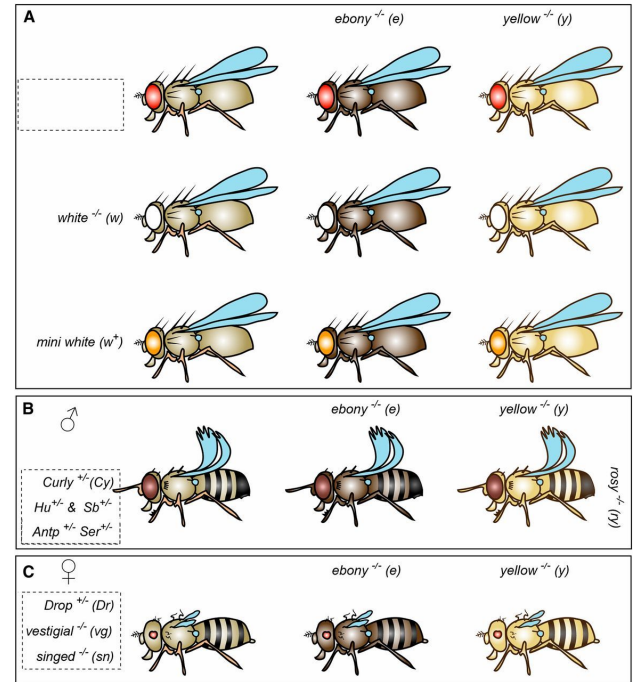 A
ebony -/- (e) yellow -/- (y)
white -/- (w)
mini white (w+)
B
♂
ebony -/- (e) yellow -/- (y)
Curly +/- (Cy)
Hu+/- & Sb+/-
Antp +/- Ser+/-
rosy-/- (ry)
C
♀
ebony -/- (e) yellow -/- (y)
Drop +/- (Dr)
vestigial -/- (vg)
singed -/- (sn)